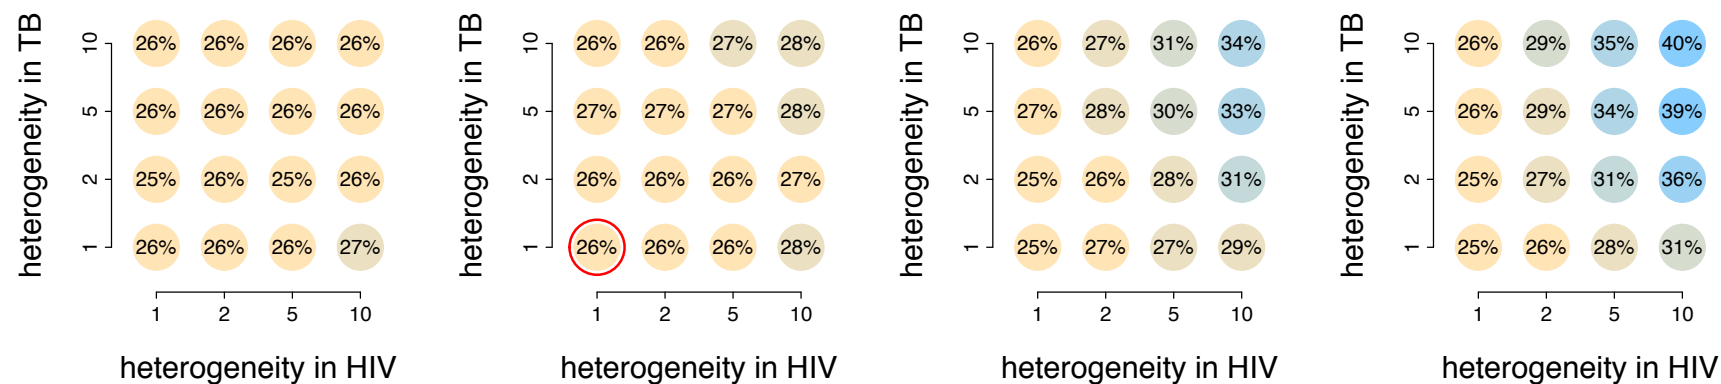 heterogeneity in TB
10
26% 26% 26% 26%
5
26% 26% 26% 26%
2
25% 26% 25% 26%
1
26% 26% 26% 27%
1 2 5 10
heterogeneity in HIV
heterogeneity in TB
10
26% 26% 27% 28%
5
27% 27% 27% 28%
2
26% 26% 26% 27%
1
26% 26% 26% 28%
1 2 5 10
heterogeneity in HIV
heterogeneity in TB
10
26% 27% 31% 34%
5
27% 28% 30% 33%
2
25% 26% 28% 31%
1
25% 27% 27% 29%
1 2 5 10
heterogeneity in HIV
heterogeneity in TB
10
26% 29% 35% 40%
5
26% 29% 34% 39%
2
25% 27% 31% 36%
1
25% 26% 28% 31%
1 2 5 10
heterogeneity in HIV